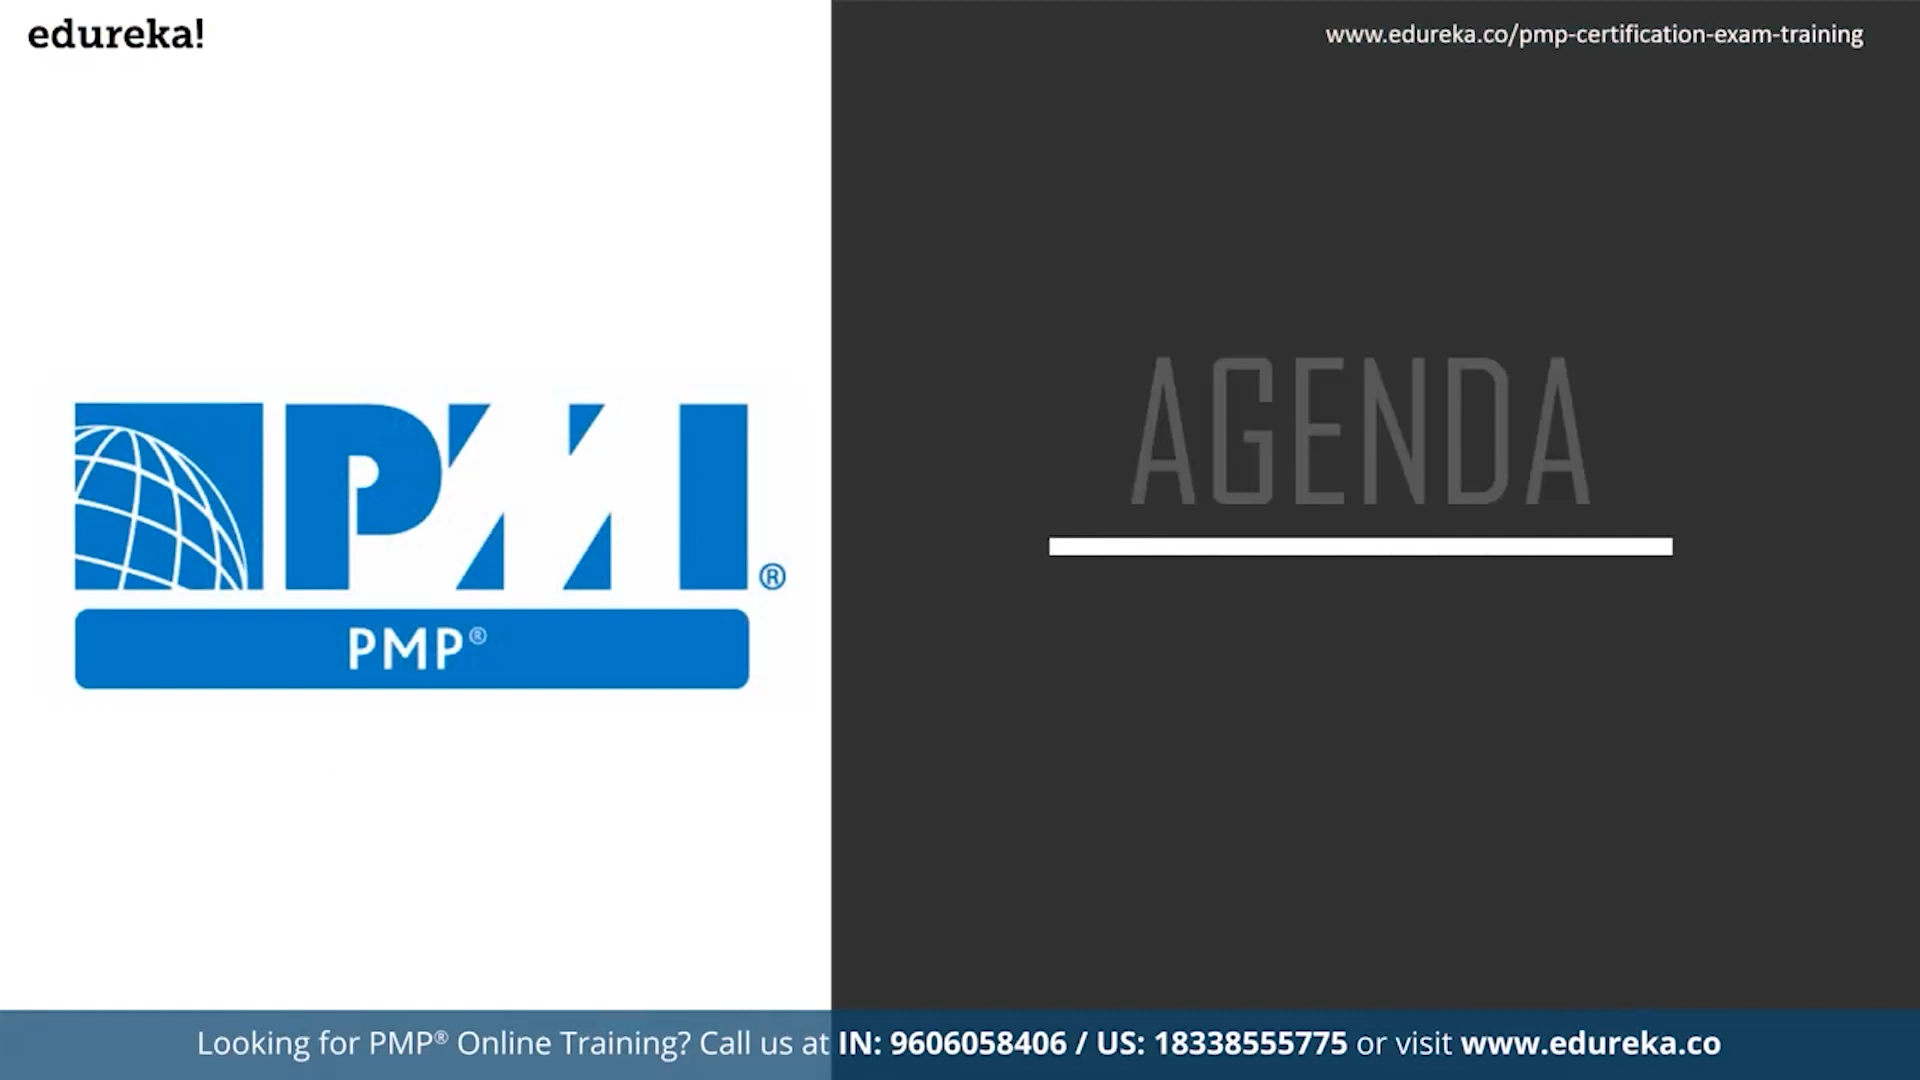 edureka!
www.edureka.co/pmp-certification-exam-training
PMI®
PMP®
AGENDA
Looking for PMP® Online Training? Call us at IN: 9606058406 / US: 18338555775 or visit www.edureka.co